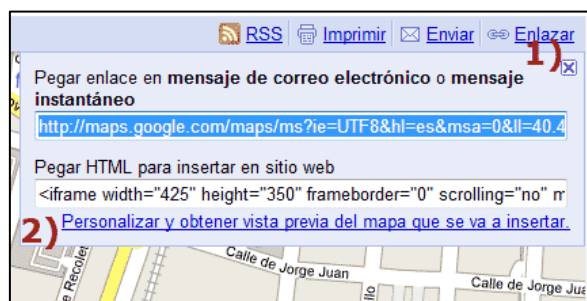 RSS Imprimir Enviar Enlazar
1)
Pegar enlace en mensaje de correo electrónico o mensaje
instantáneo
http://maps.google.com/maps/ms?ie=UTF8&hl=es&msa=0&ll=40.4
Pegar HTML para insertar en sitio web
<iframe width="425" height="350" frameborder="0" scrolling="no" m
2) Personalizar y obtener vista previa del mapa que se va a insertar.
Calle de Jorge Juan
Calle de Jorge Jua
Recolet